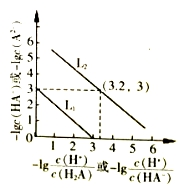 -lgc(HA⁻)或-lgc(A²⁻)
6
5
4
3
2
1
0
L₂
(3.2, 3)
L₁
1 2 3 4 5 6
-lg c(H⁺)/c(H₂A) 或-lg c(H⁺)/c(HA⁻)